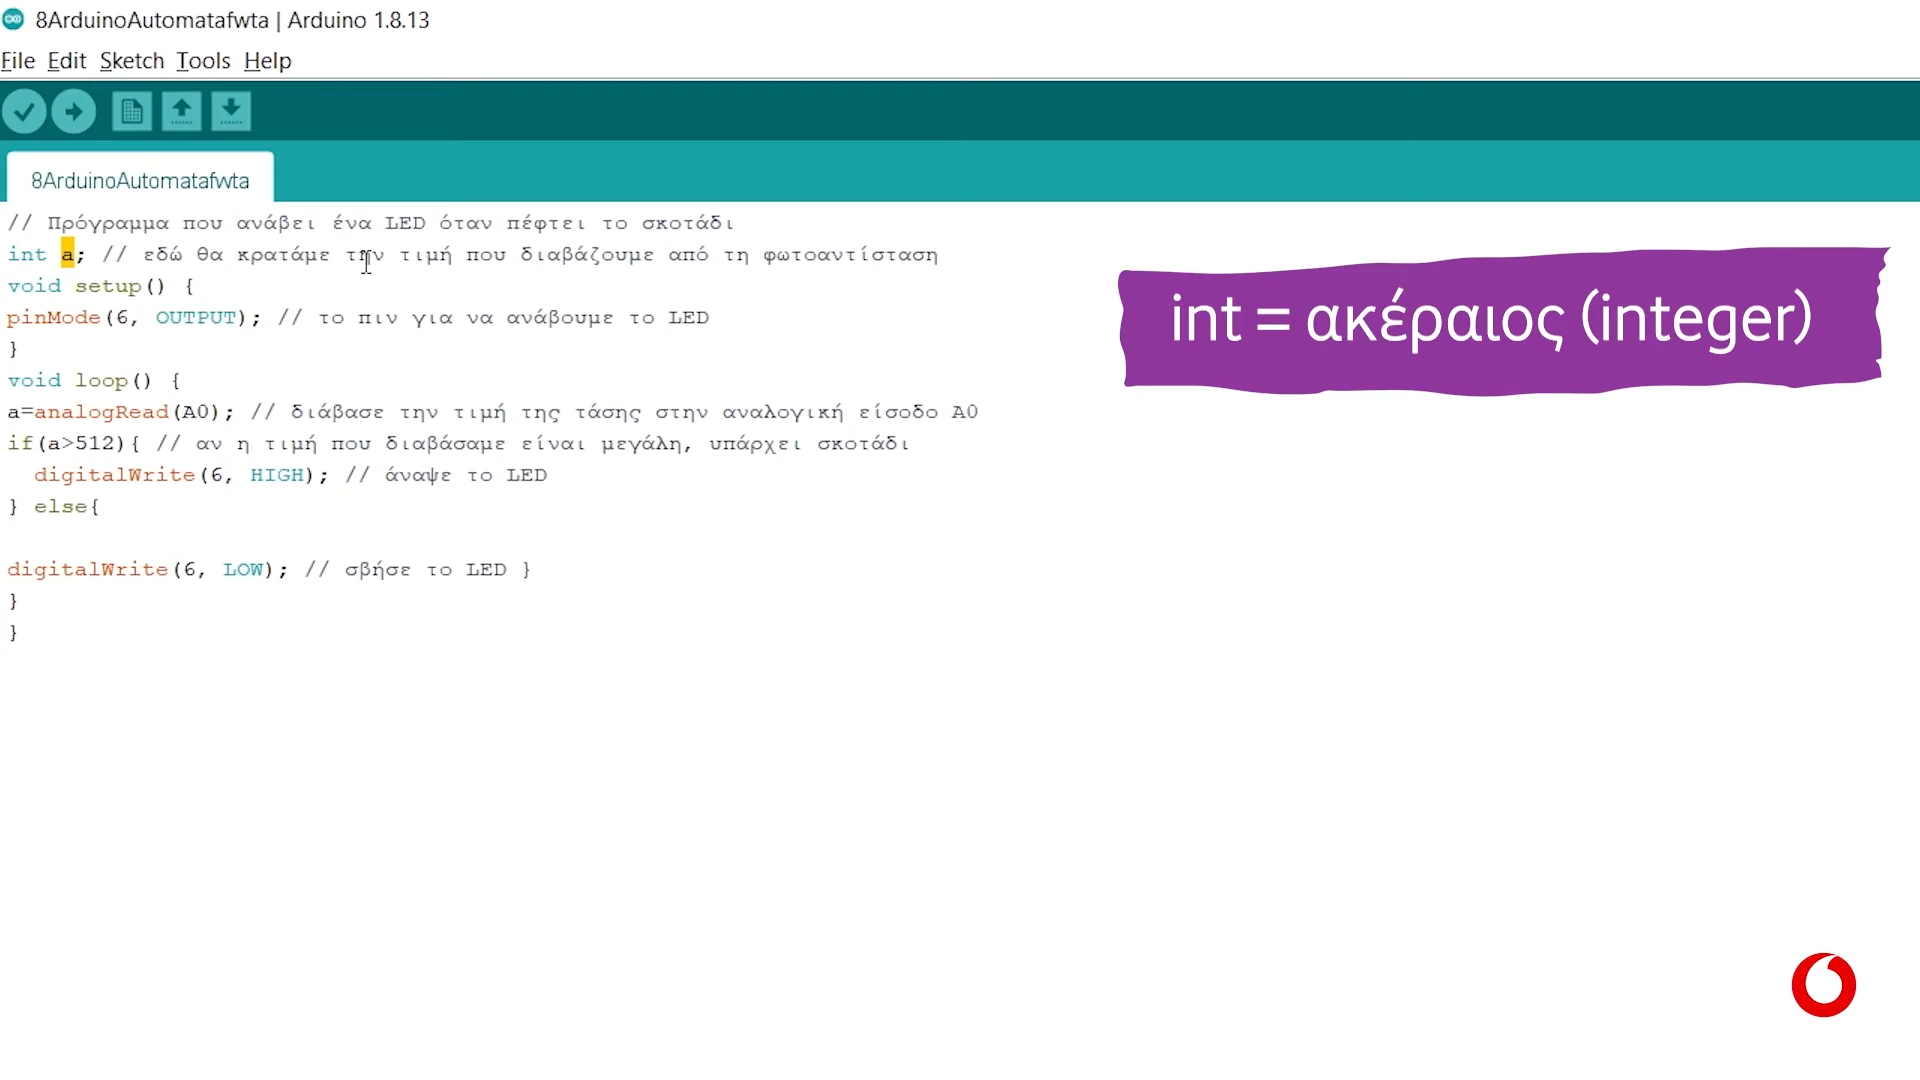 8ArduinoAutomatafwta | Arduino 1.8.13
File Edit Sketch Tools Help
8ArduinoAutomatafwta
// Πρόγραμμα που ανάβει ένα LED όταν πέφτει το σκοτάδι
int a; // εδώ θα κρατάμε την τιμή που διαβάζουμε από τη φωτοαντίσταση
void setup() {
pinMode(6, OUTPUT); // το πιν για να ανάβουμε το LED
}
void loop() {
a=analogRead(A0); // διάβασε την τιμή της τάσης στην αναλογική είσοδο A0
if(a>512){ // αν η τιμή που διαβάσαμε είναι μεγάλη, υπάρχει σκοτάδι
digitalWrite(6, HIGH); // άναψε το LED
} else{
digitalWrite(6, LOW); // σβήσε το LED }
}
}
int = ακέραιος (integer)